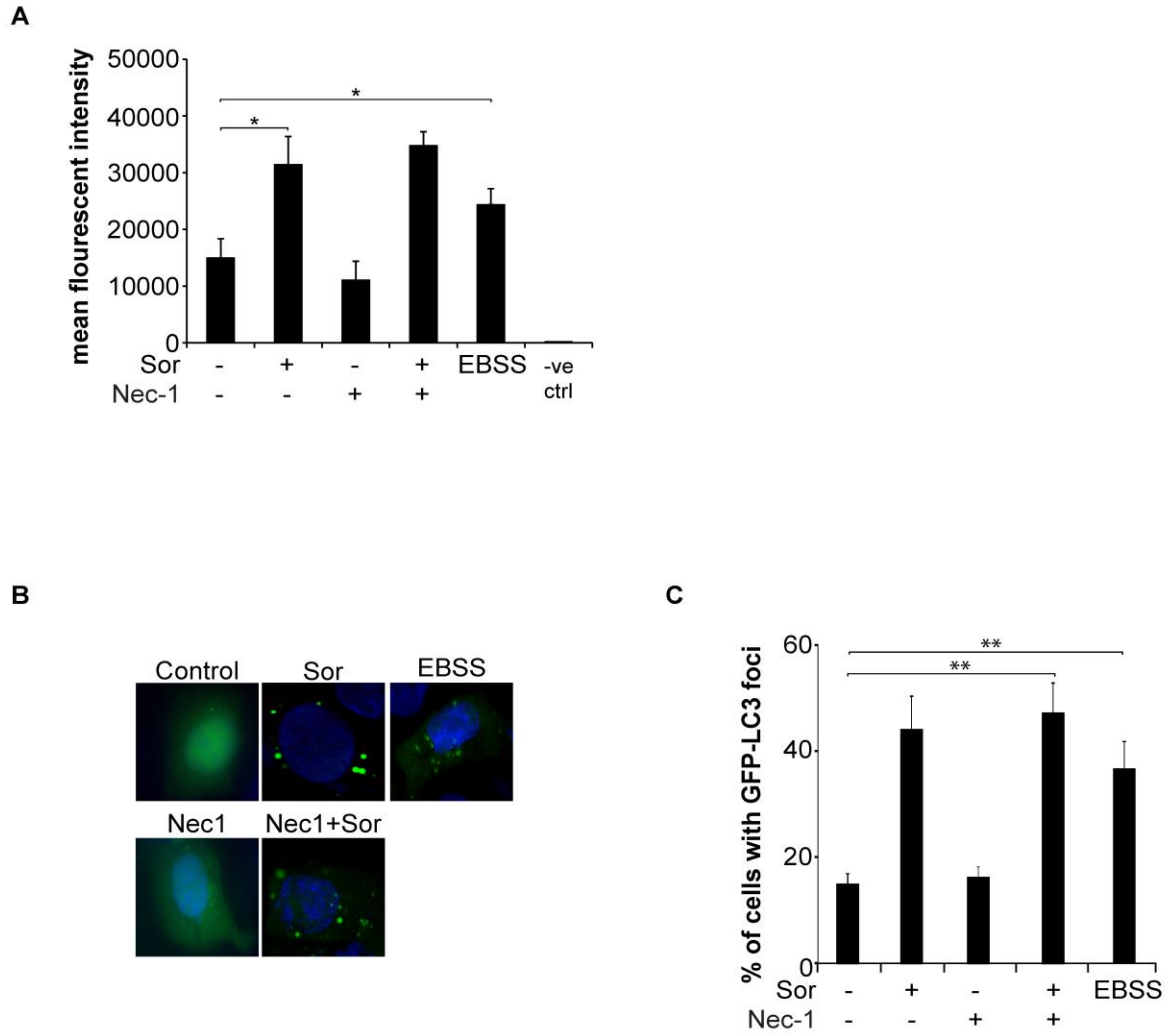 A
mean flourescent intensity
50000
40000
30000
20000
10000
0
*
*
Sor - + - + EBSS -ve ctrl
Nec-1 - - + +
B
Control Sor EBSS
Nec1 Nec1+Sor
C
% of cells with GFP-LC3 foci
60
40
20
0
**
**
Sor - + - + EBSS
Nec-1 - - + +